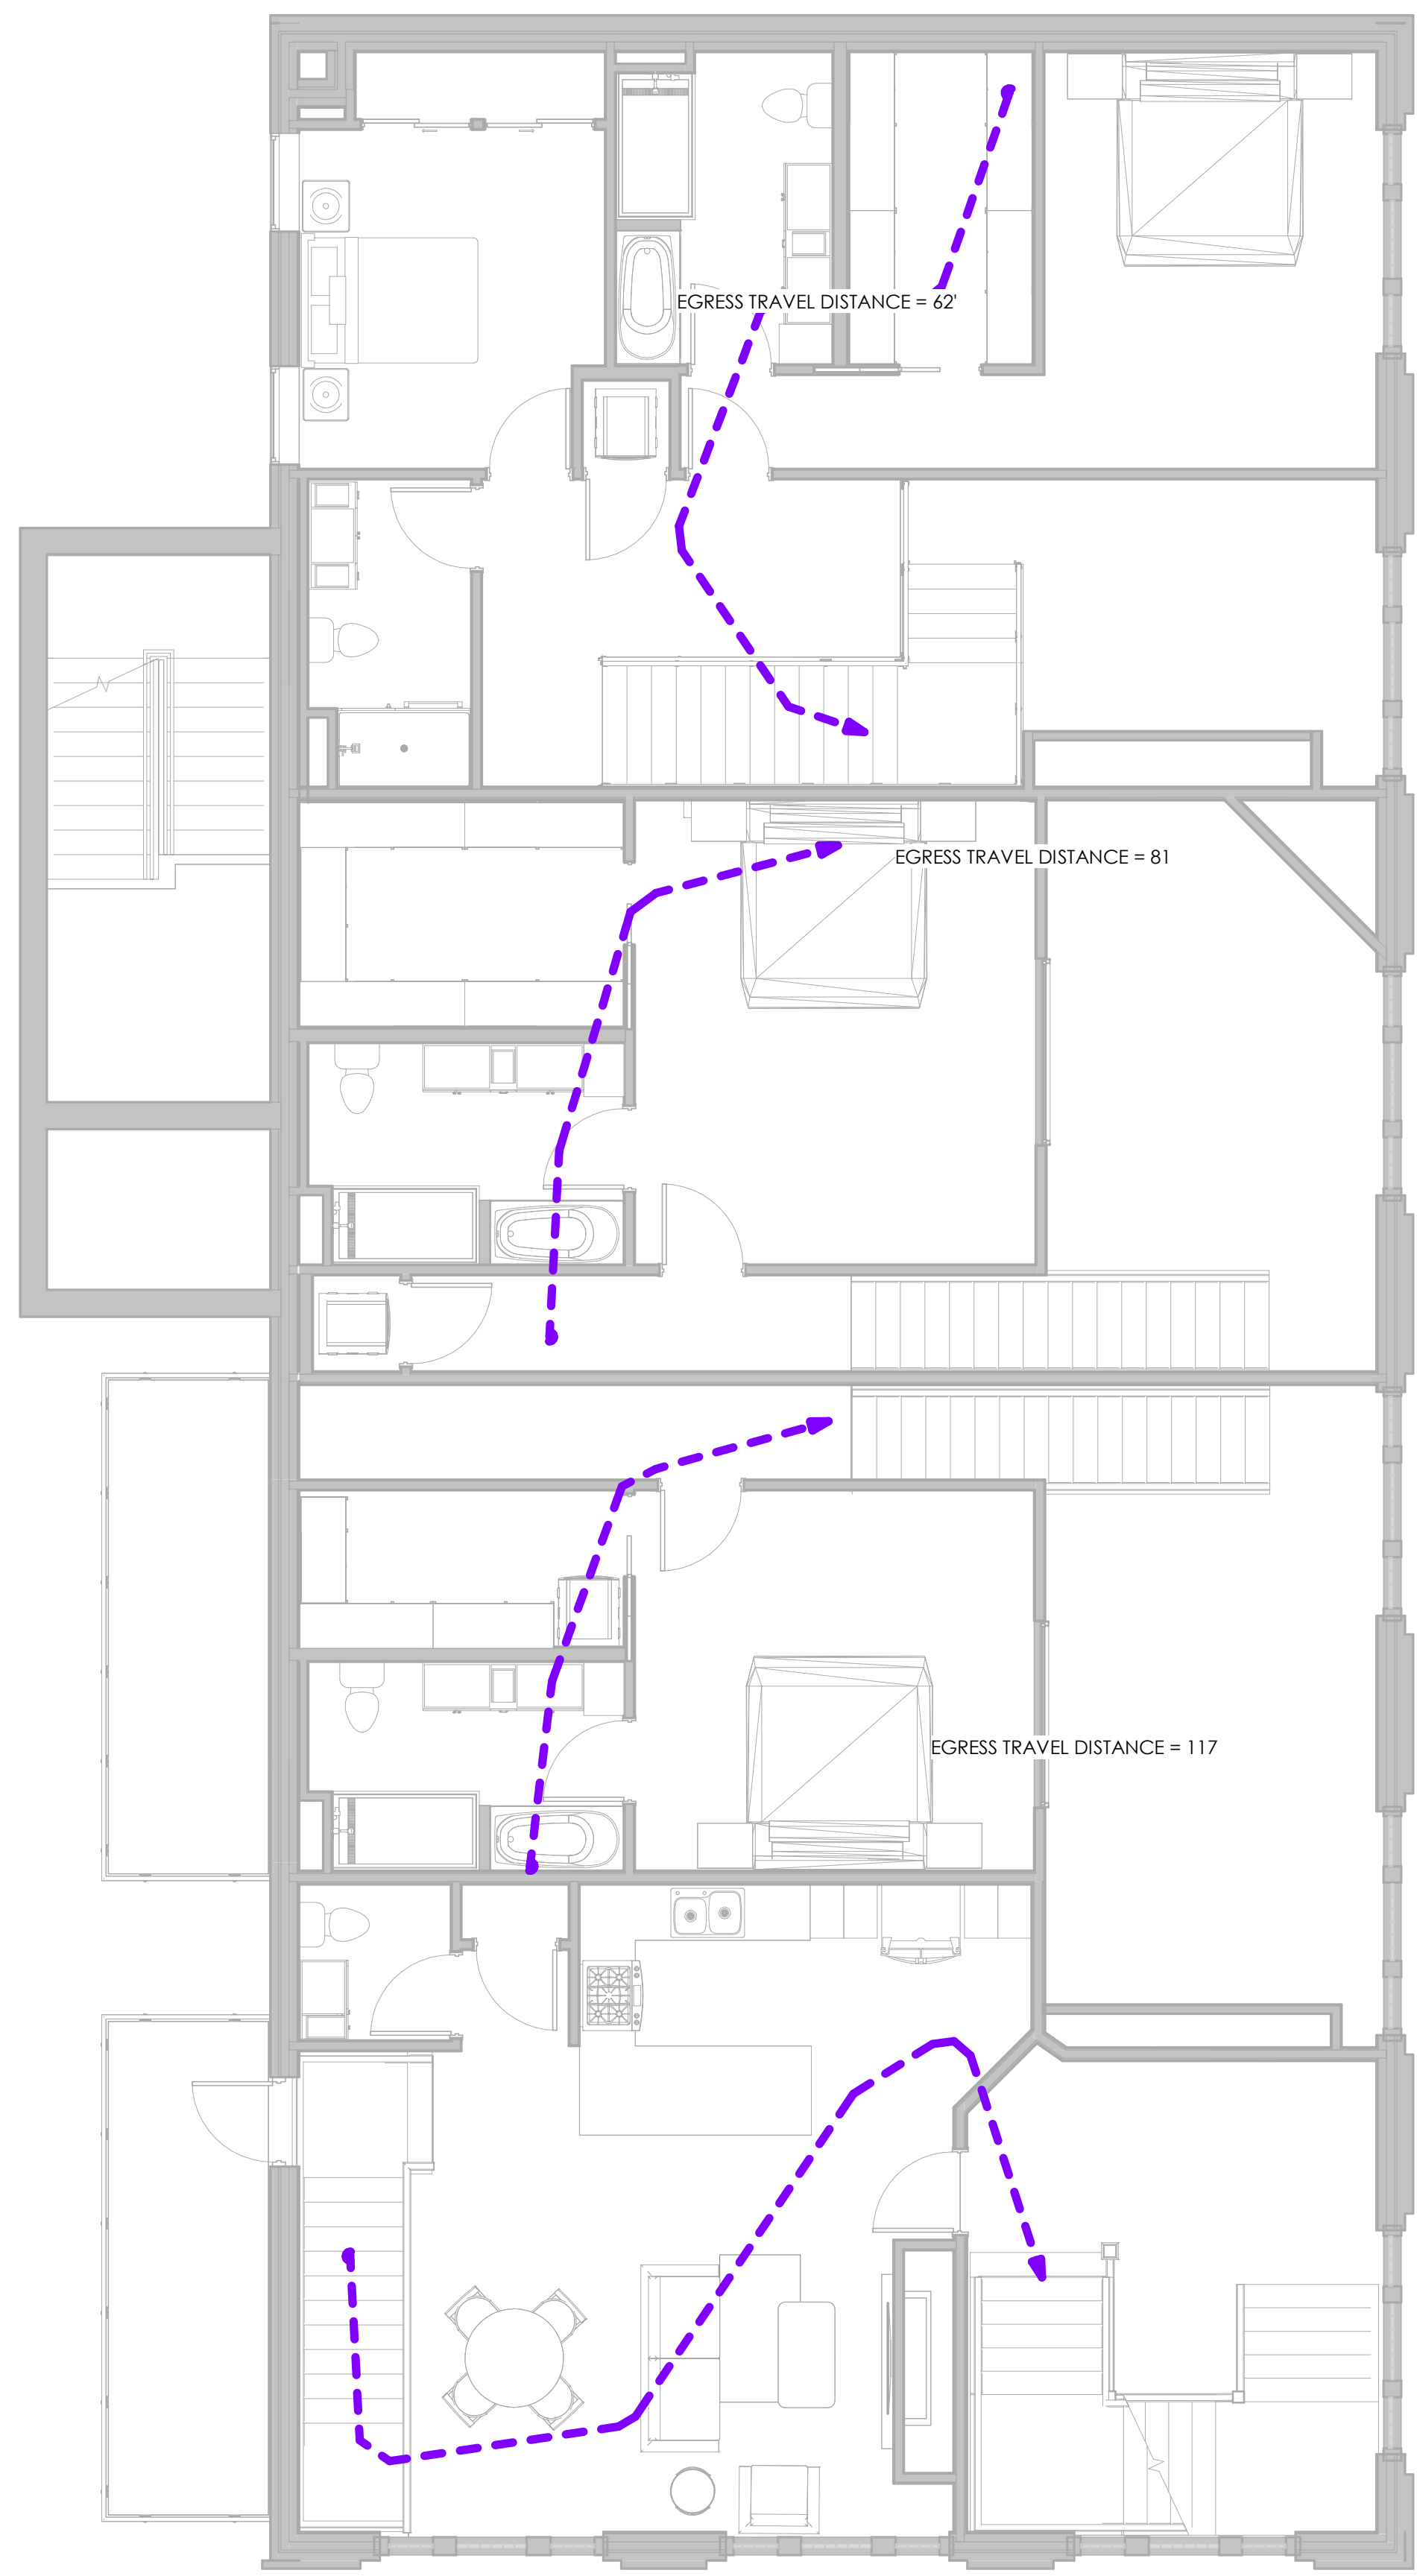 EGRESS TRAVEL DISTANCE = 62'
EGRESS TRAVEL DISTANCE = 81
EGRESS TRAVEL DISTANCE = 117